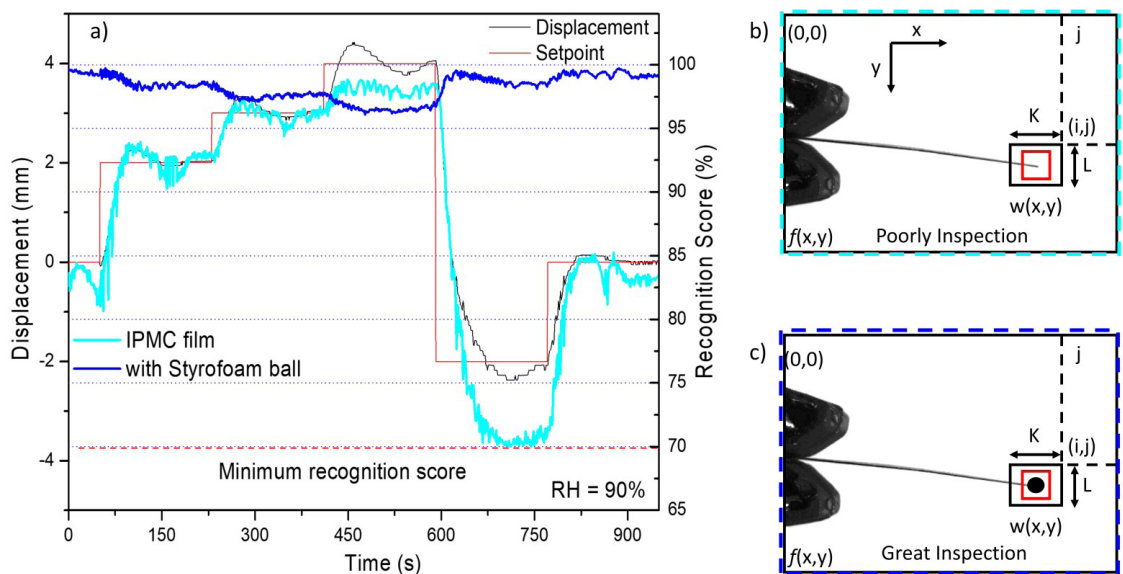 a)
Displacement
Setpoint
4
2
0
-2
-4
Displacement (mm)
100
95
90
85
80
75
70
65
Recognition Score (%)
IPMC film
with Styrofoam ball
Minimum recognition score
RH = 90%
0 150 300 450 600 750 900
Time (s)
b)
(0,0)
x
y
j
K
(i,j)
L
w(x,y)
f(x,y)
Poorly Inspection
c)
(0,0)
j
K
(i,j)
L
w(x,y)
f(x,y)
Great Inspection